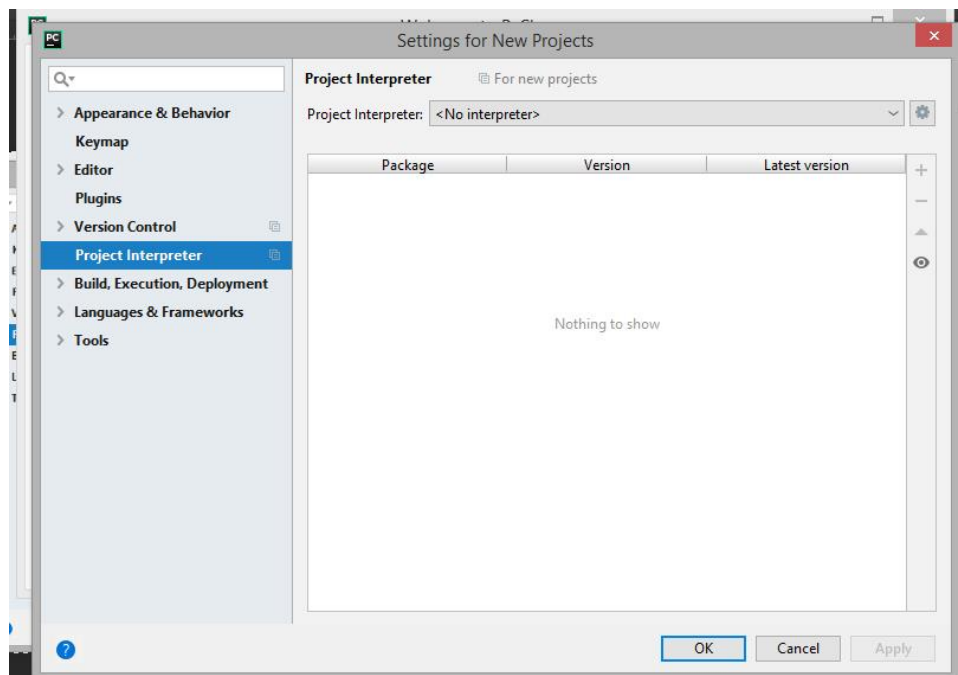 PC
Settings for New Projects
Project Interpreter
For new projects
Appearance & Behavior
Project Interpreter: <No interpreter>
Keymap
Editor
Package Version Latest version
Plugins
Version Control
Project Interpreter
Build, Execution, Deployment
Languages & Frameworks
Nothing to show
Tools
?
OK Cancel Apply